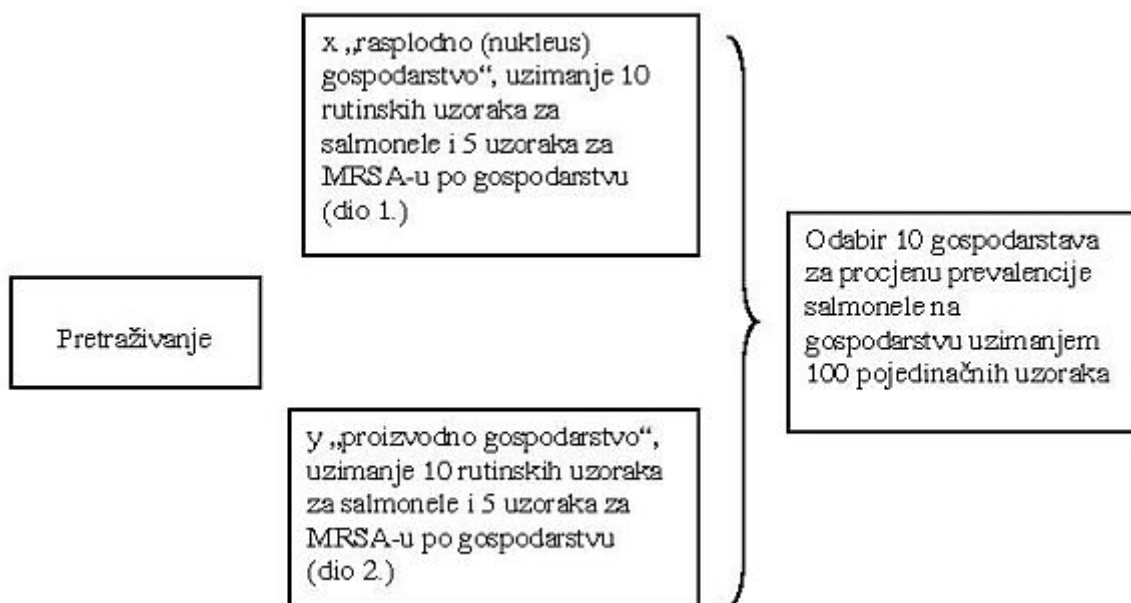 x „rasplodno (nukleus)
gospodarstvo“, uzimanje 10
rutinskih uzoraka za
salmonele i 5 uzoraka za
MRSA-u po gospodarstvu
(dio 1.)
Pretraživanje
y „proizvodno gospodarstvo“,
uzimanje 10 rutinskih uzoraka
za salmonele i 5 uzoraka za
MRSA-u po gospodarstvu
(dio 2.)
Odabir 10 gospodarstava
za procjenu prevalencije
salmonele na
gospodarstvu uzimanjem
100 pojedinačnih uzoraka